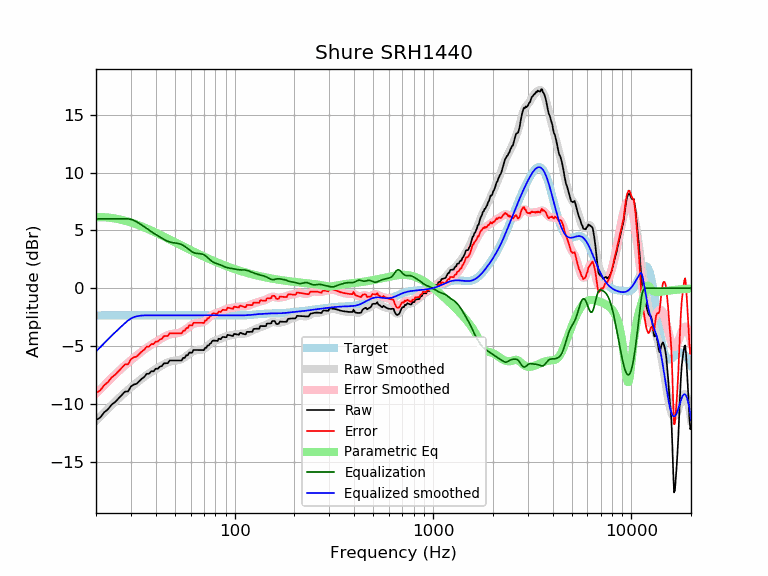 Shure SRH1440
Amplitude (dBr)
15
10
5
0
−5
−10
−15
Target
Raw Smoothed
Error Smoothed
Raw
Error
Parametric Eq
Equalization
Equalized smoothed
100
1000
10000
Frequency (Hz)